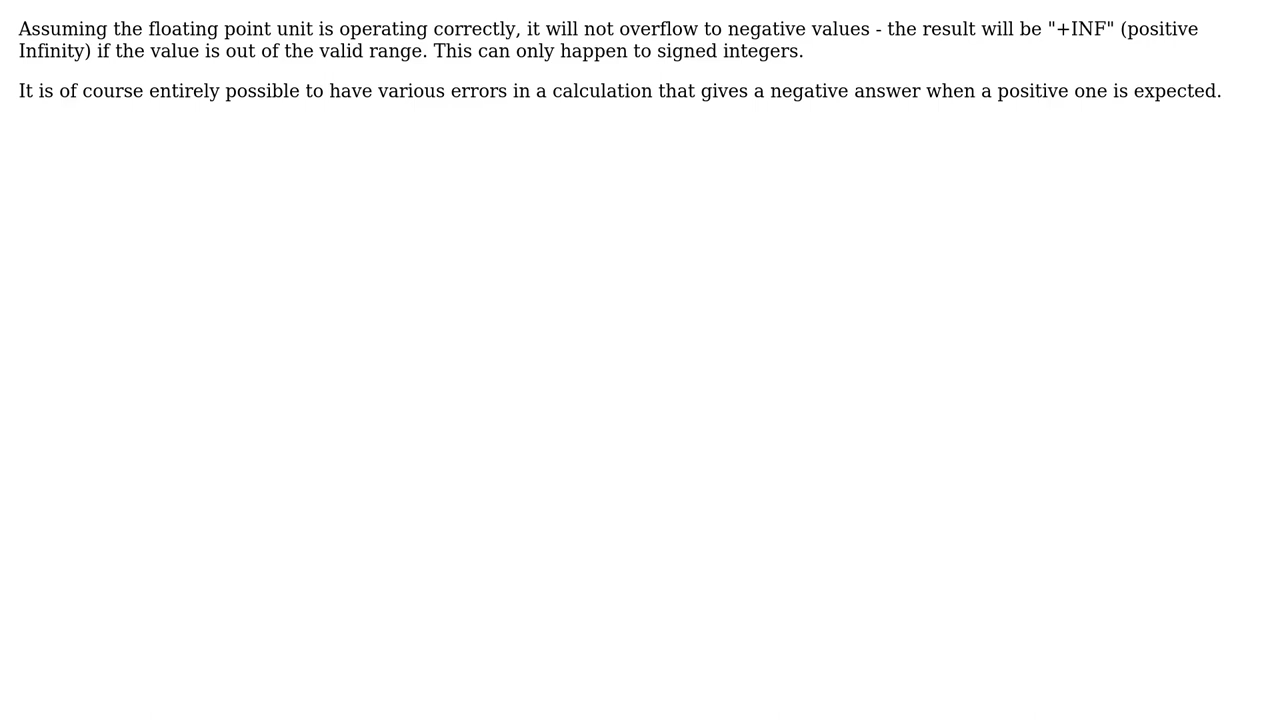 Assuming the floating point unit is operating correctly, it will not overflow to negative values - the result will be "+INF" (positive
Infinity) if the value is out of the valid range. This can only happen to signed integers.
It is of course entirely possible to have various errors in a calculation that gives a negative answer when a positive one is expected.